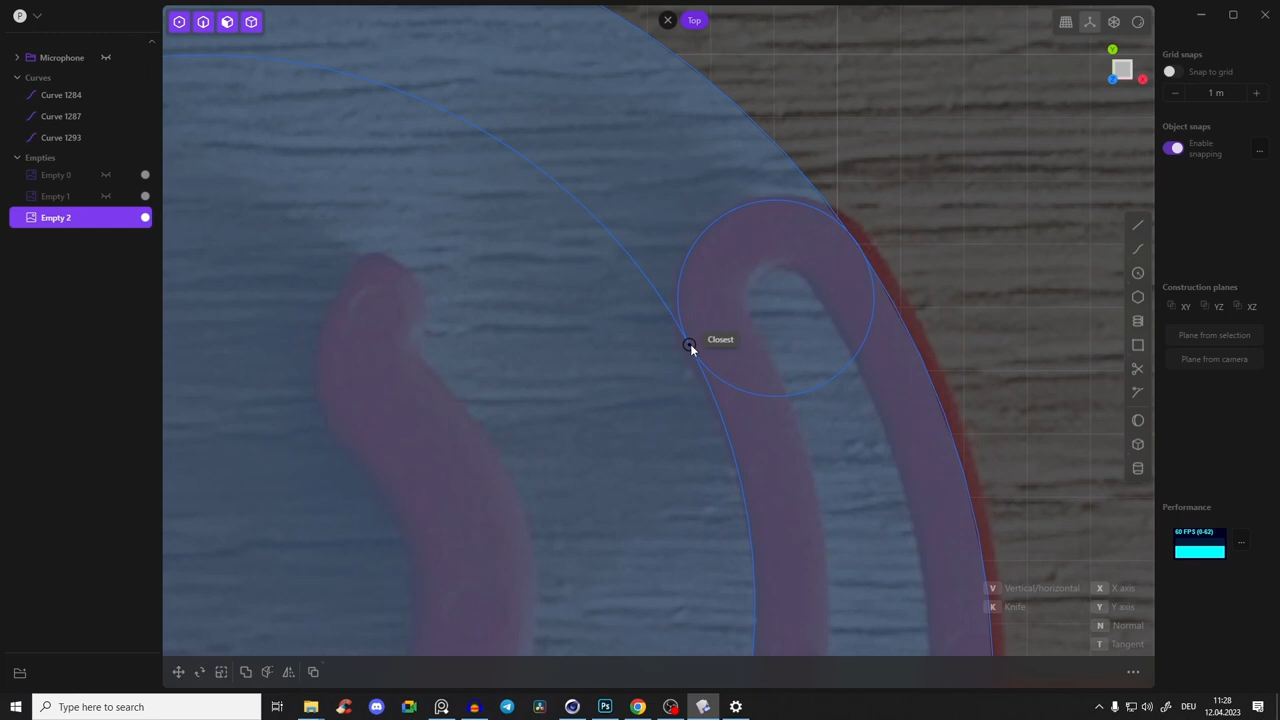 P
Top
Microphone
Curves
Curve 1284
Curve 1287
Curve 1293
Empties
Empty 0
Empty 1
Empty 2
Closest
Y
Z
X
Grid snaps
Snap to grid
1 m
Object snaps
Enable
snapping
...
Construction planes
XY
YZ
XZ
Plane from selection
Plane from camera
Performance
60 FPS (0-62)
...
V Vertical/horizontal
K Knife
X X axis
Y Y axis
N Normal
T Tangent
Type here to search
DEU
11:28
12.04.2023
Ps